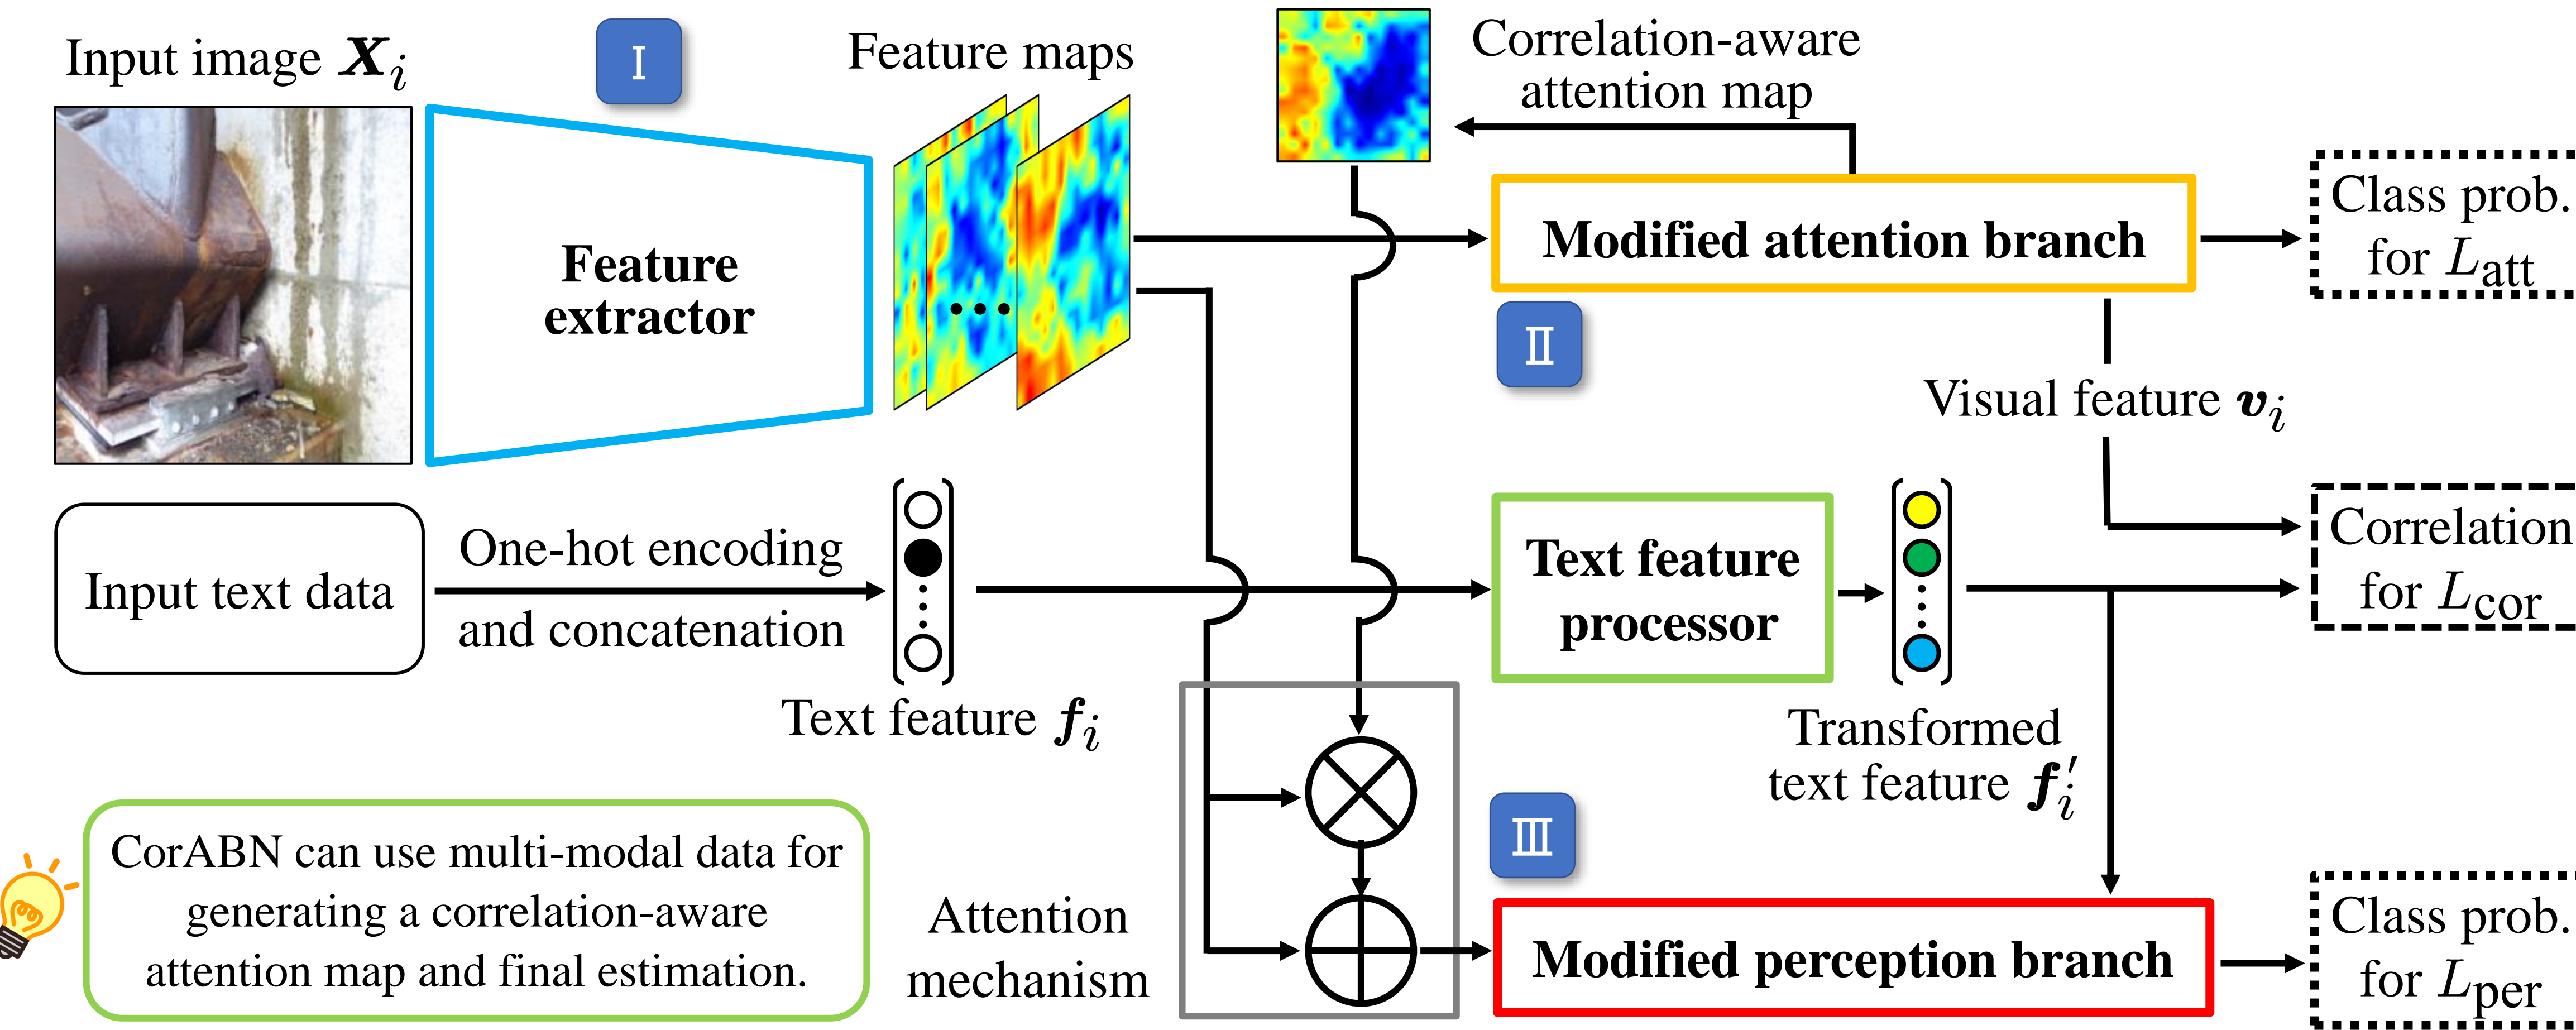 Input image X_i
I
Feature maps
Correlation-aware
attention map
Feature
extractor
Modified attention branch
Class prob.
for L_att
II
Visual feature v_i
Input text data
One-hot encoding
and concatenation
Text feature f_i
Text feature
processor
Transformed
text feature f'_i
Correlation
for L_cor
CorABN can use multi-modal data for
generating a correlation-aware
attention map and final estimation.
Attention
mechanism
III
Modified perception branch
Class prob.
for L_per